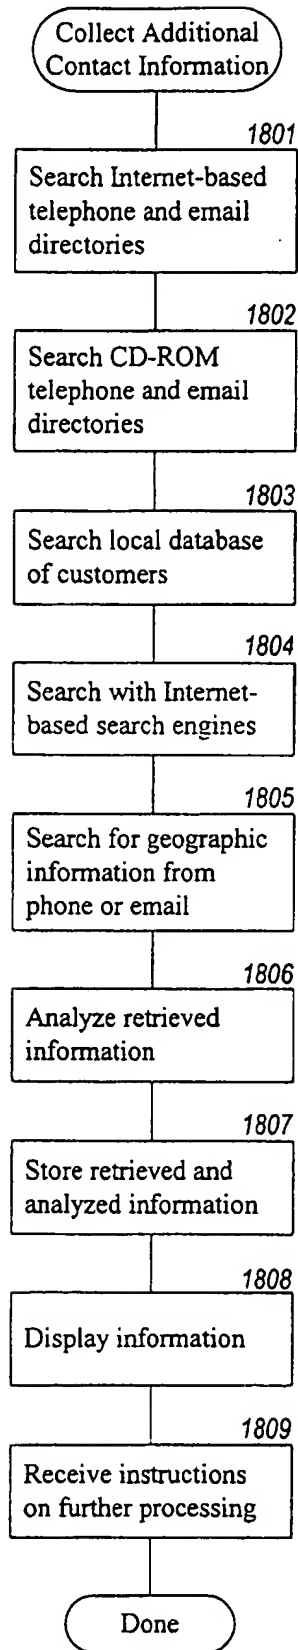 Collect Additional
Contact Information
1801
Search Internet-based
telephone and email
directories
1802
Search CD-ROM
telephone and email
directories
1803
Search local database
of customers
1804
Search with Internet-
based search engines
1805
Search for geographic
information from
phone or email
1806
Analyze retrieved
information
1807
Store retrieved and
analyzed information
1808
Display information
1809
Receive instructions
on further processing
Done